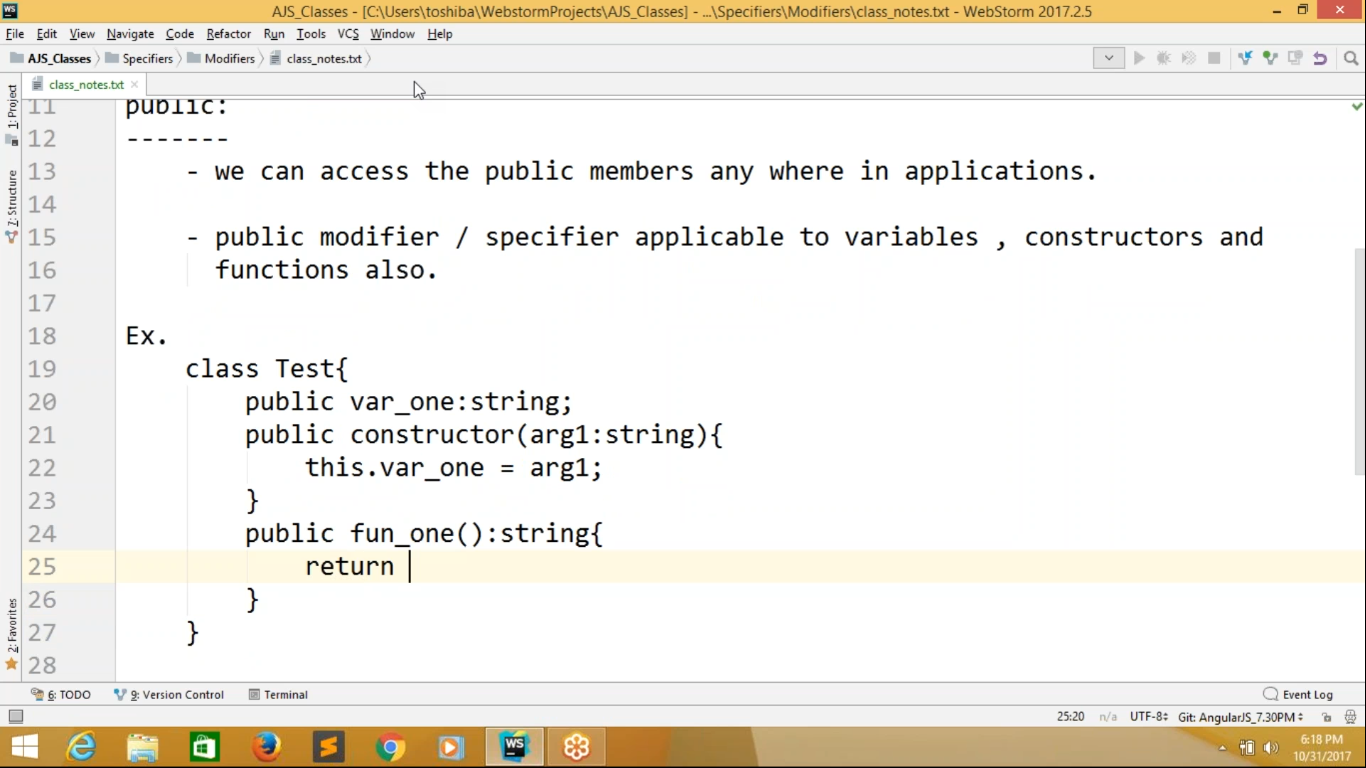 AJS_Classes - [C:\Users\toshiba\WebstormProjects\AJS_Classes] - ...\Specifiers\Modifiers\class_notes.txt - WebStorm 2017.2.5
File Edit View Navigate Code Refactor Run Tools VCS Window Help
AJS_Classes Specifiers Modifiers class_notes.txt
class_notes.txt
1: Project
7: Structure
2: Favorites
11 public:
12 -------
13 - we can access the public members any where in applications.
14
15 - public modifier / specifier applicable to variables , constructors and
16 functions also.
17
18 Ex.
19 class Test{
20 public var_one:string;
21 public constructor(arg1:string){
22 this.var_one = arg1;
23 }
24 public fun_one():string{
25 return
26 }
27 }
28
6: TODO 9: Version Control Terminal Event Log
25:20 n/a UTF-8 Git: AngularJS_7.30PM
WS
6:18 PM
10/31/2017